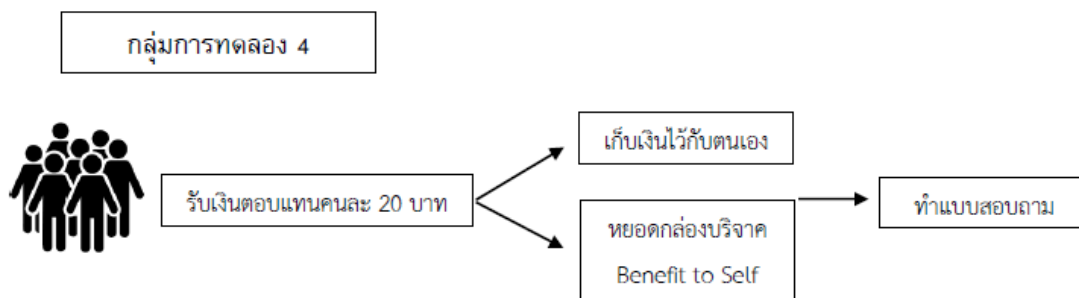 กลุ่มการทดลอง 4
เก็บเงินไว้กับตนเอง
รับเงินตอบแทนคนละ 20 บาท
หยอดกล่องบริจาค
Benefit to Self
ทำแบบสอบถาม